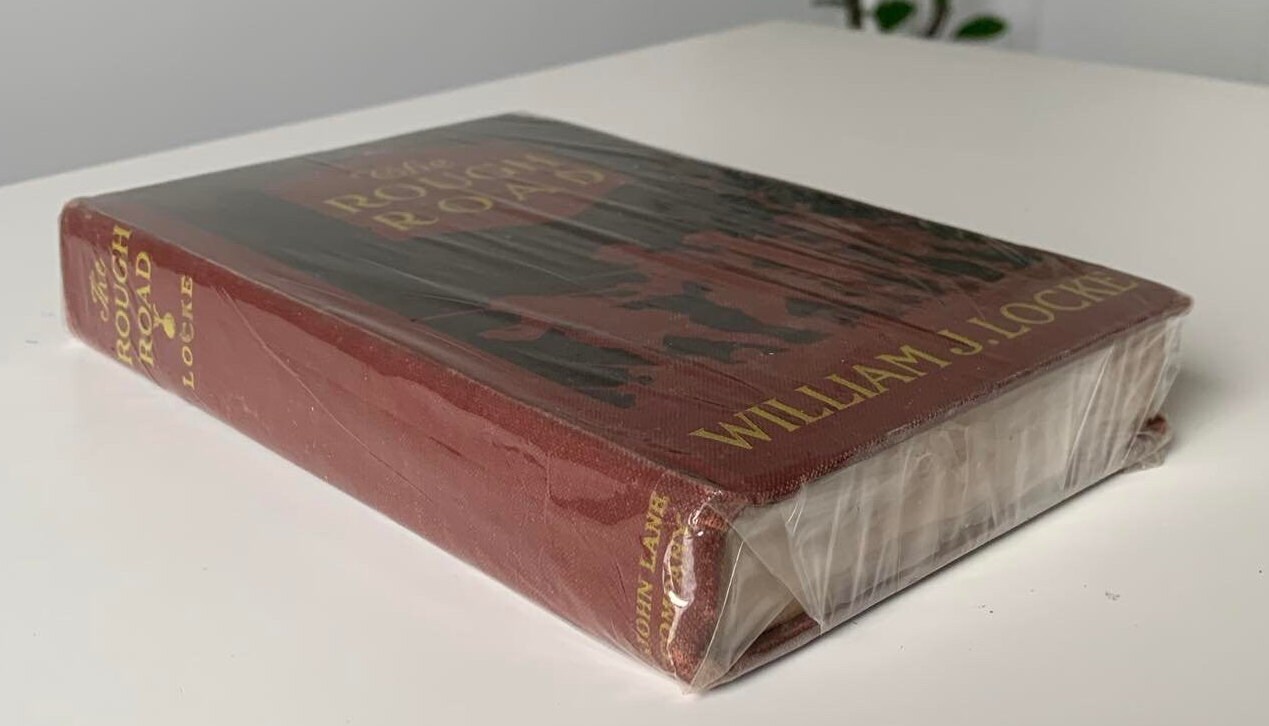 The
ROUGH
ROAD
WILLIAM J. LOCKE
The
ROUGH
ROAD
LOCKE
JOHN LANE
COMPANY